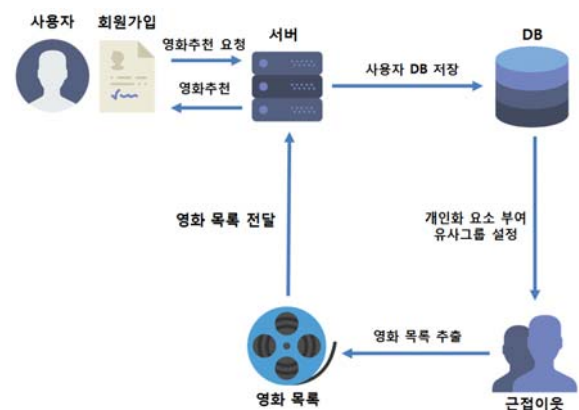 사용자
회원가입
서버
DB
영화추천 요청
영화추천
사용자 DB 저장
영화 목록 전달
개인화 요소 부여
유사그룹 설정
영화 목록 추출
영화 목록
근접이웃